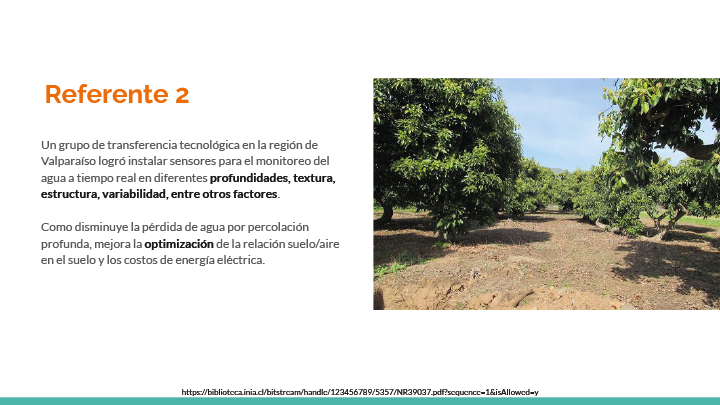 Referente 2
Un grupo de transferencia tecnológica en la región de
Valparaíso logró instalar sensores para el monitoreo del
agua a tiempo real en diferentes profundidades, textura,
estructura, variabilidad, entre otros factores.
Como disminuye la pérdida de agua por percolación
profunda, mejora la optimización de la relación suelo/aire
en el suelo y los costos de energía eléctrica.
https://biblioteca.inia.cl/bitstream/handle/123456789/5357/NR39037.pdf?sequence=1&isAllowed=y